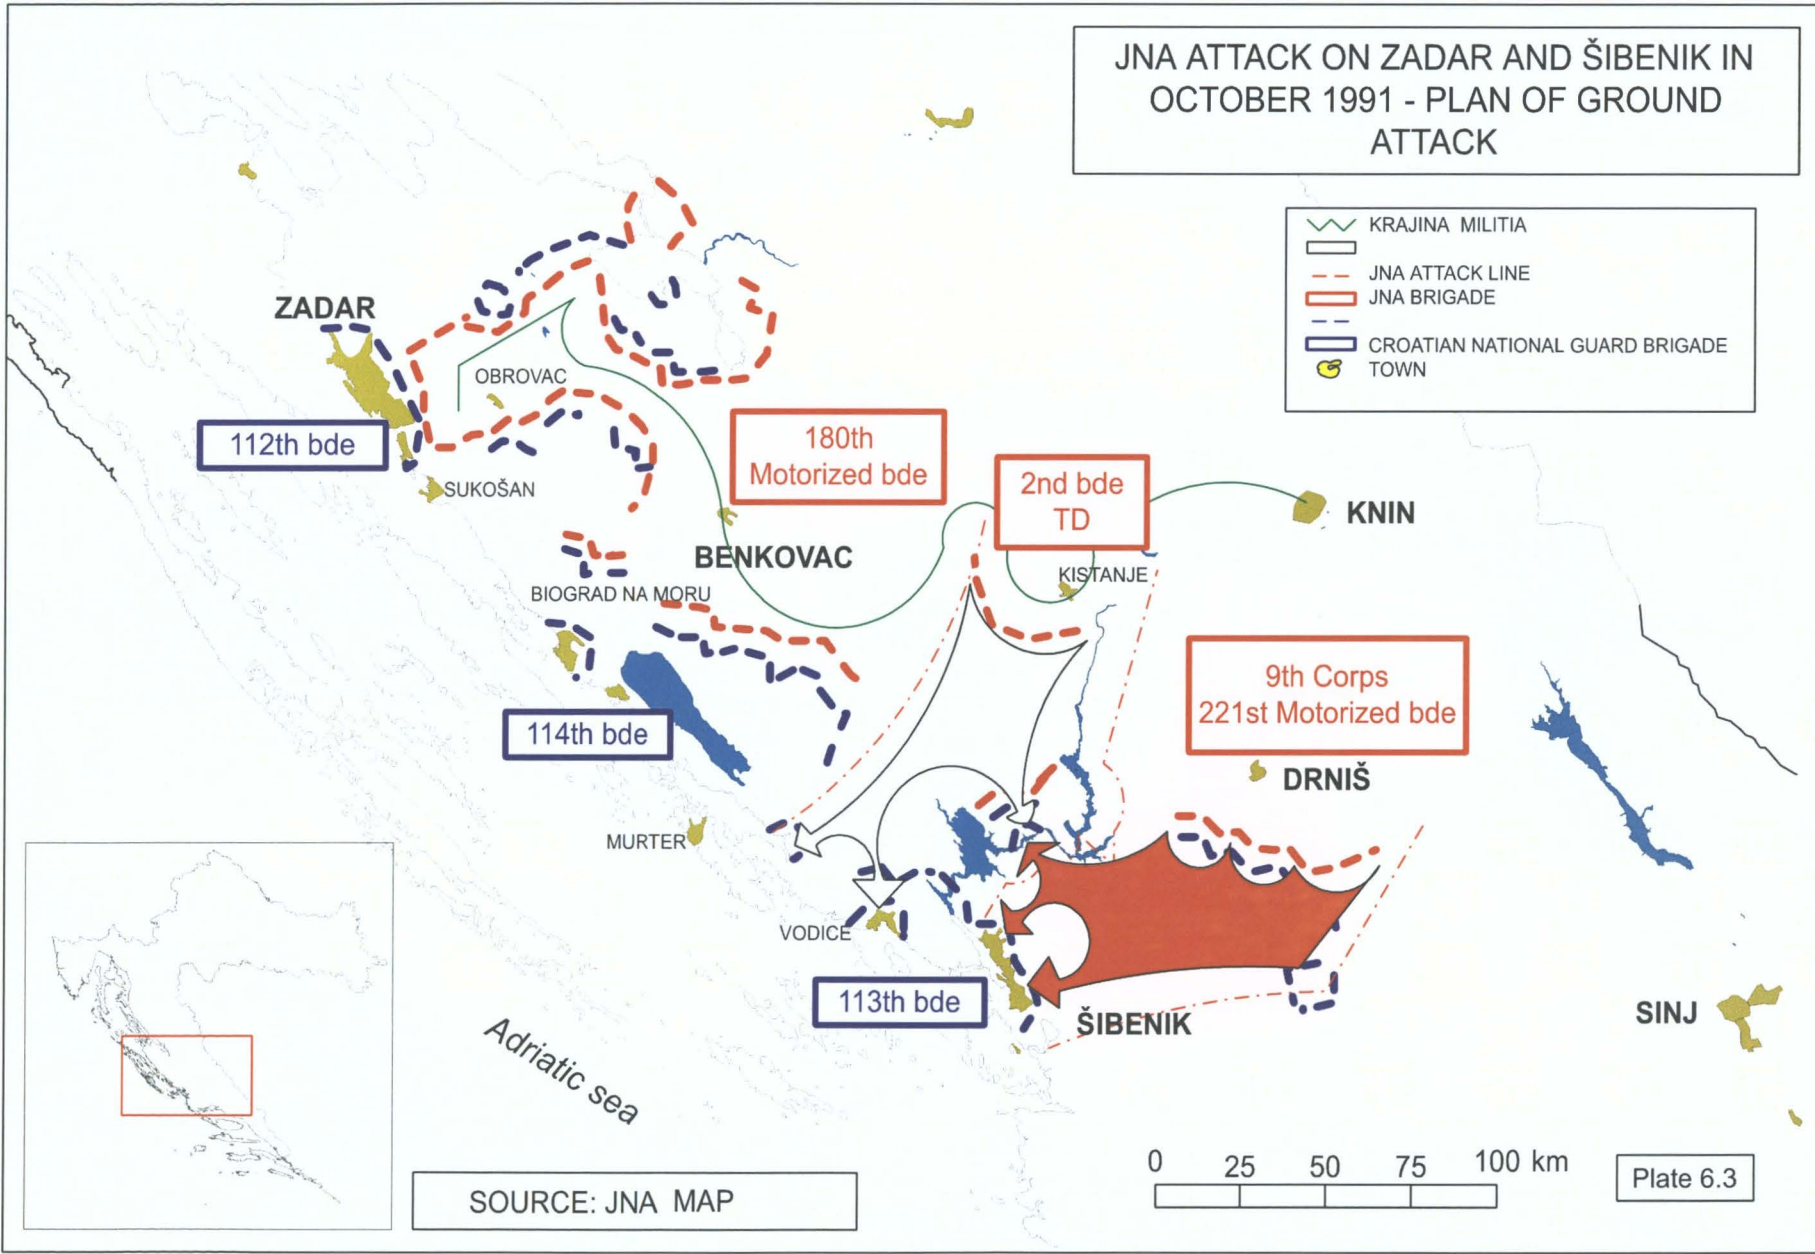 JNA ATTACK ON ZADAR AND ŠIBENIK IN
OCTOBER 1991 - PLAN OF GROUND
ATTACK
KRAJINA MILITIA
JNA ATTACK LINE
JNA BRIGADE
CROATIAN NATIONAL GUARD BRIGADE
TOWN
ZADAR
OBROVAC
112th bde
180th
Motorized bde
2nd bde
TD
SUKOŠAN
KNIN
BENKOVAC
KISTANJE
BIOGRAD NA MORU
9th Corps
221st Motorized bde
114th bde
DRNIŠ
MURTER
VODICE
113th bde
ŠIBENIK
SINJ
Adriatic sea
0 25 50 75 100 km
Plate 6.3
SOURCE: JNA MAP